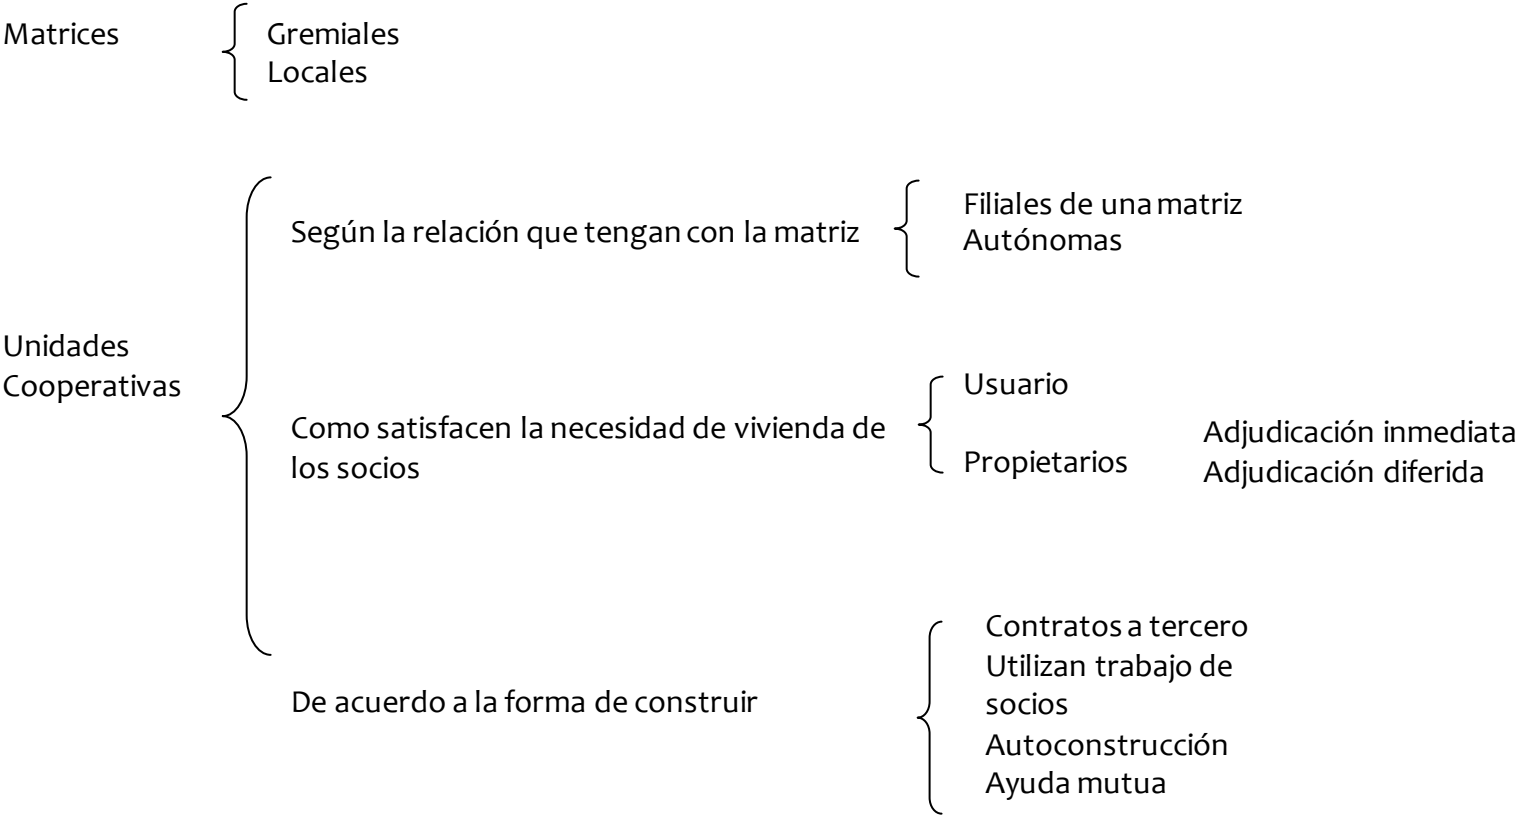 Matrices
Gremiales
Locales
Unidades
Cooperativas
Según la relación que tengan con la matriz
Filiales de una matriz
Autónomas
Como satisfacen la necesidad de vivienda de
los socios
Usuario
Propietarios
Adjudicación inmediata
Adjudicación diferida
De acuerdo a la forma de construir
Contratos a tercero
Utilizan trabajo de
socios
Autoconstrucción
Ayuda mutua